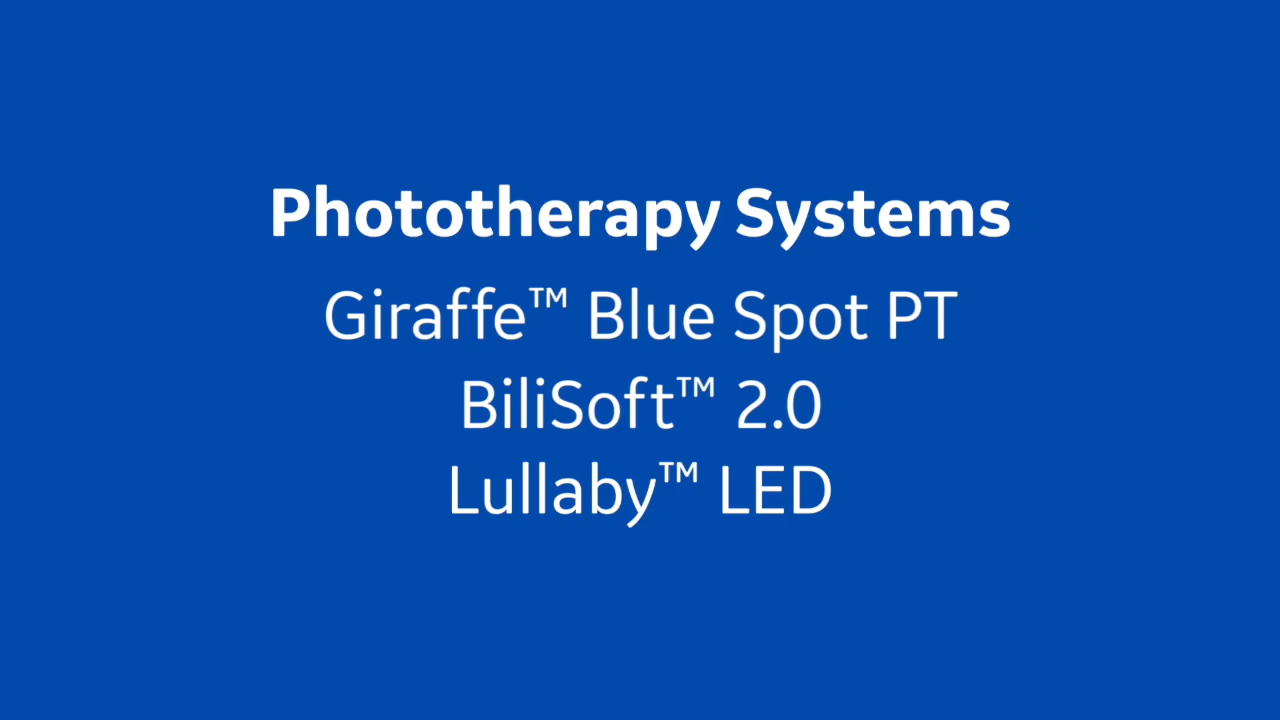 Phototherapy Systems
Giraffe™ Blue Spot PT
BiliSoft™ 2.0
Lullaby™ LED